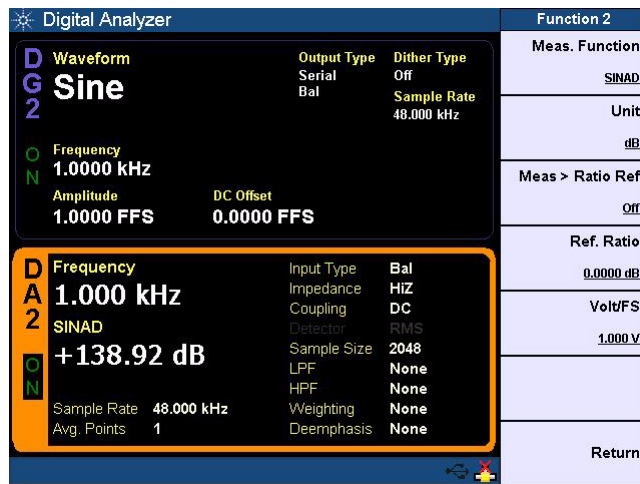 Digital Analyzer
DG2
ON
Waveform
Sine
Output Type
Serial
Bal
Dither Type
Off
Sample Rate
48.000 kHz
Frequency
1.0000 kHz
Amplitude
1.0000 FFS
DC Offset
0.0000 FFS
DA2
ON
Frequency
1.000 kHz
SINAD
+138.92 dB
Sample Rate 48.000 kHz
Avg. Points 1
Input Type Bal
Impedance HiZ
Coupling DC
Detector RMS
Sample Size 2048
LPF None
HPF None
Weighting None
Deemphasis None
Function 2
Meas. Function
SINAD
Unit
dB
Meas > Ratio Ref
Off
Ref. Ratio
0.0000 dB
Volt/FS
1.000 V
Return